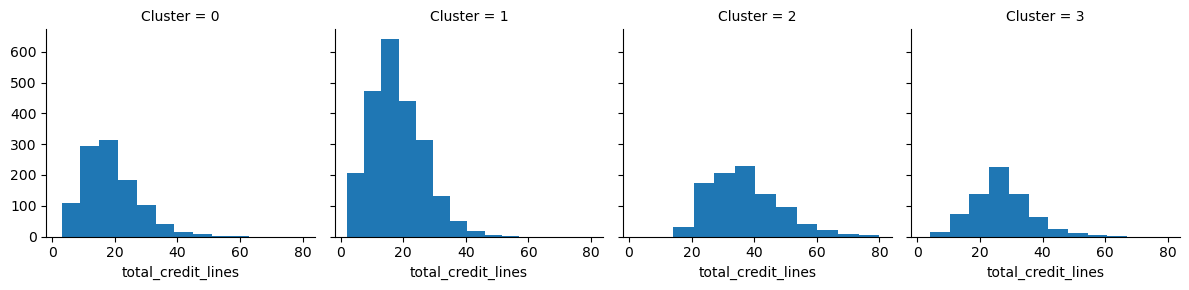 Cluster = 0
Cluster = 1
Cluster = 2
Cluster = 3
600
500
400
300
200
100
0
0 20 40 60 80
0 20 40 60 80
0 20 40 60 80
0 20 40 60 80
total_credit_lines
total_credit_lines
total_credit_lines
total_credit_lines